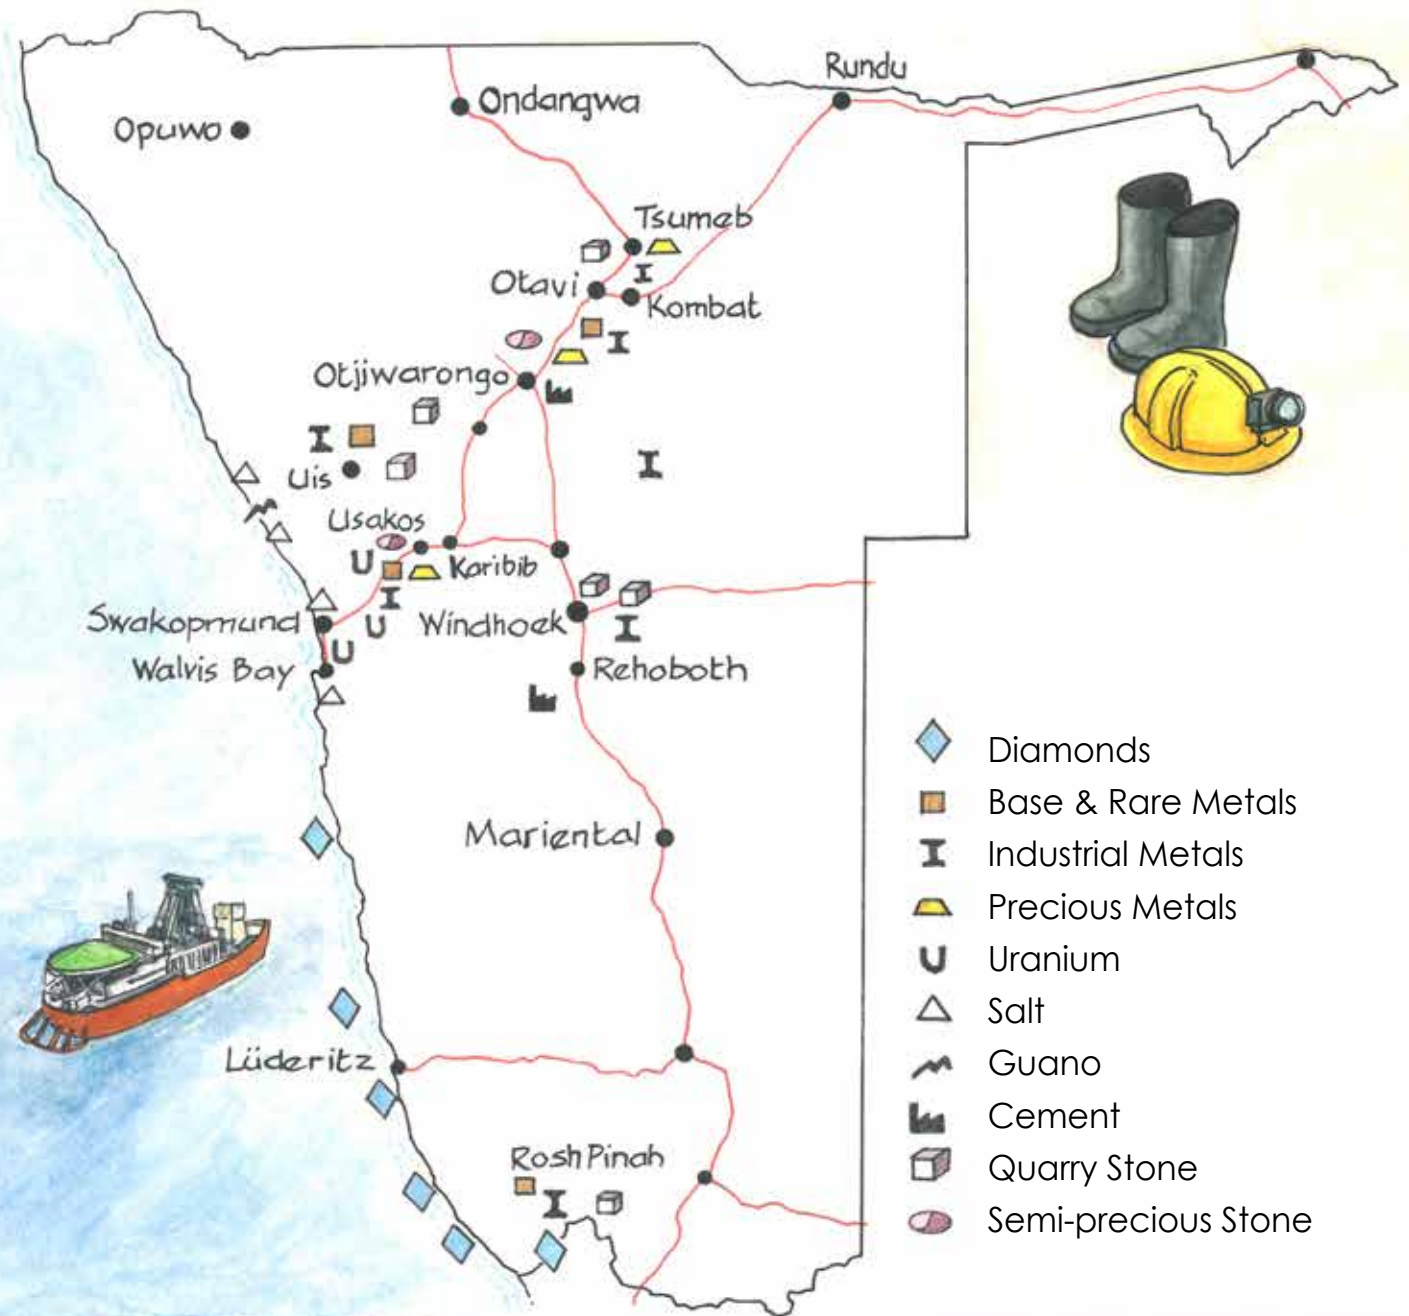 Rundu
Ondangwa
Opuwo
Tsumeb
Otavi
Kombat
Otjiwarongo
Uis
Usakos
Karibib
Swakopmund
Windhoek
Walvis Bay
Rehoboth
Mariental
Lüderitz
Rosh Pinah
Diamonds
Base & Rare Metals
Industrial Metals
Precious Metals
U Uranium
Salt
Guano
Cement
Quarry Stone
Semi-precious Stone
U
U
U